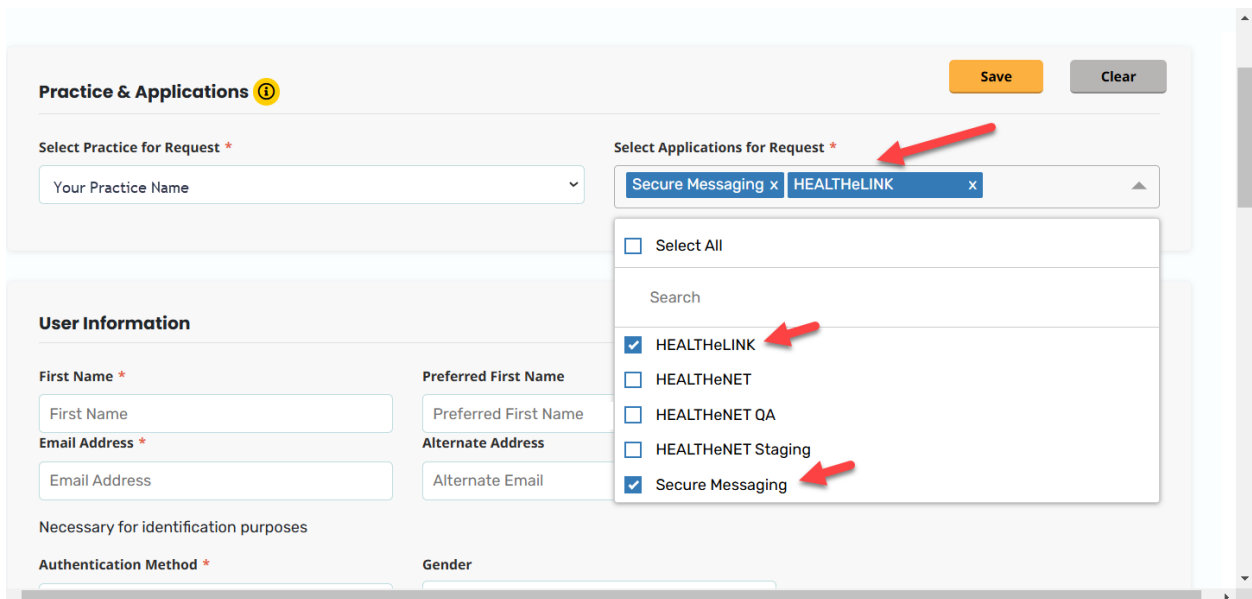 Practice & Applications
Save
Clear
Select Practice for Request *
Select Applications for Request *
Your Practice Name
Secure Messaging x HEALTHeLINK x
Select All
Search
User Information
HEALTHeLINK
First Name *
Preferred First Name
HEALTHeNET
First Name
Preferred First Name
HEALTHeNET QA
Email Address *
Alternate Address
HEALTHeNET Staging
Email Address
Alternate Email
Secure Messaging
Necessary for identification purposes
Authentication Method *
Gender